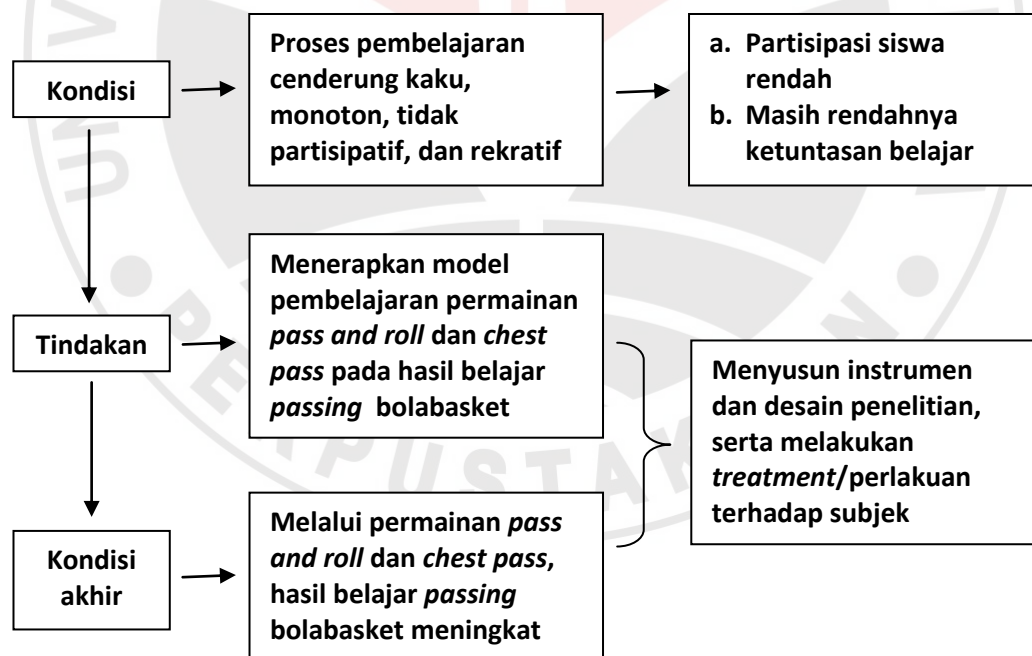 Kondisi
Proses pembelajaran
cenderung kaku,
monoton, tidak
partisipatif, dan rekratif
a. Partisipasi siswa
rendah
b. Masih rendahnya
ketuntasan belajar
Tindakan
Menerapkan model
pembelajaran permainan
pass and roll dan chest
pass pada hasil belajar
passing bolabasket
Menyusun instrumen
dan desain penelitian,
serta melakukan
treatment/perlakuan
terhadap subjek
Kondisi
akhir
Melalui permainan pass
and roll dan chest pass,
hasil belajar passing
bolabasket meningkat